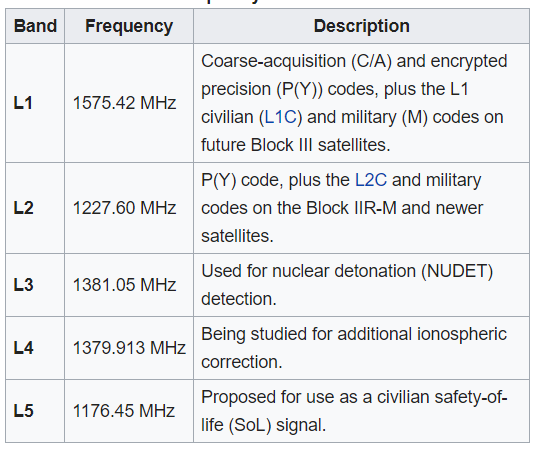 Band Frequency Description
L1 1575.42 MHz Coarse-acquisition (C/A) and encrypted
precision (P(Y)) codes, plus the L1
civilian (L1C) and military (M) codes on
future Block III satellites.
L2 1227.60 MHz P(Y) code, plus the L2C and military
codes on the Block IIR-M and newer
satellites.
L3 1381.05 MHz Used for nuclear detonation (NUDET)
detection.
L4 1379.913 MHz Being studied for additional ionospheric
correction.
L5 1176.45 MHz Proposed for use as a civilian safety-of-
life (SoL) signal.